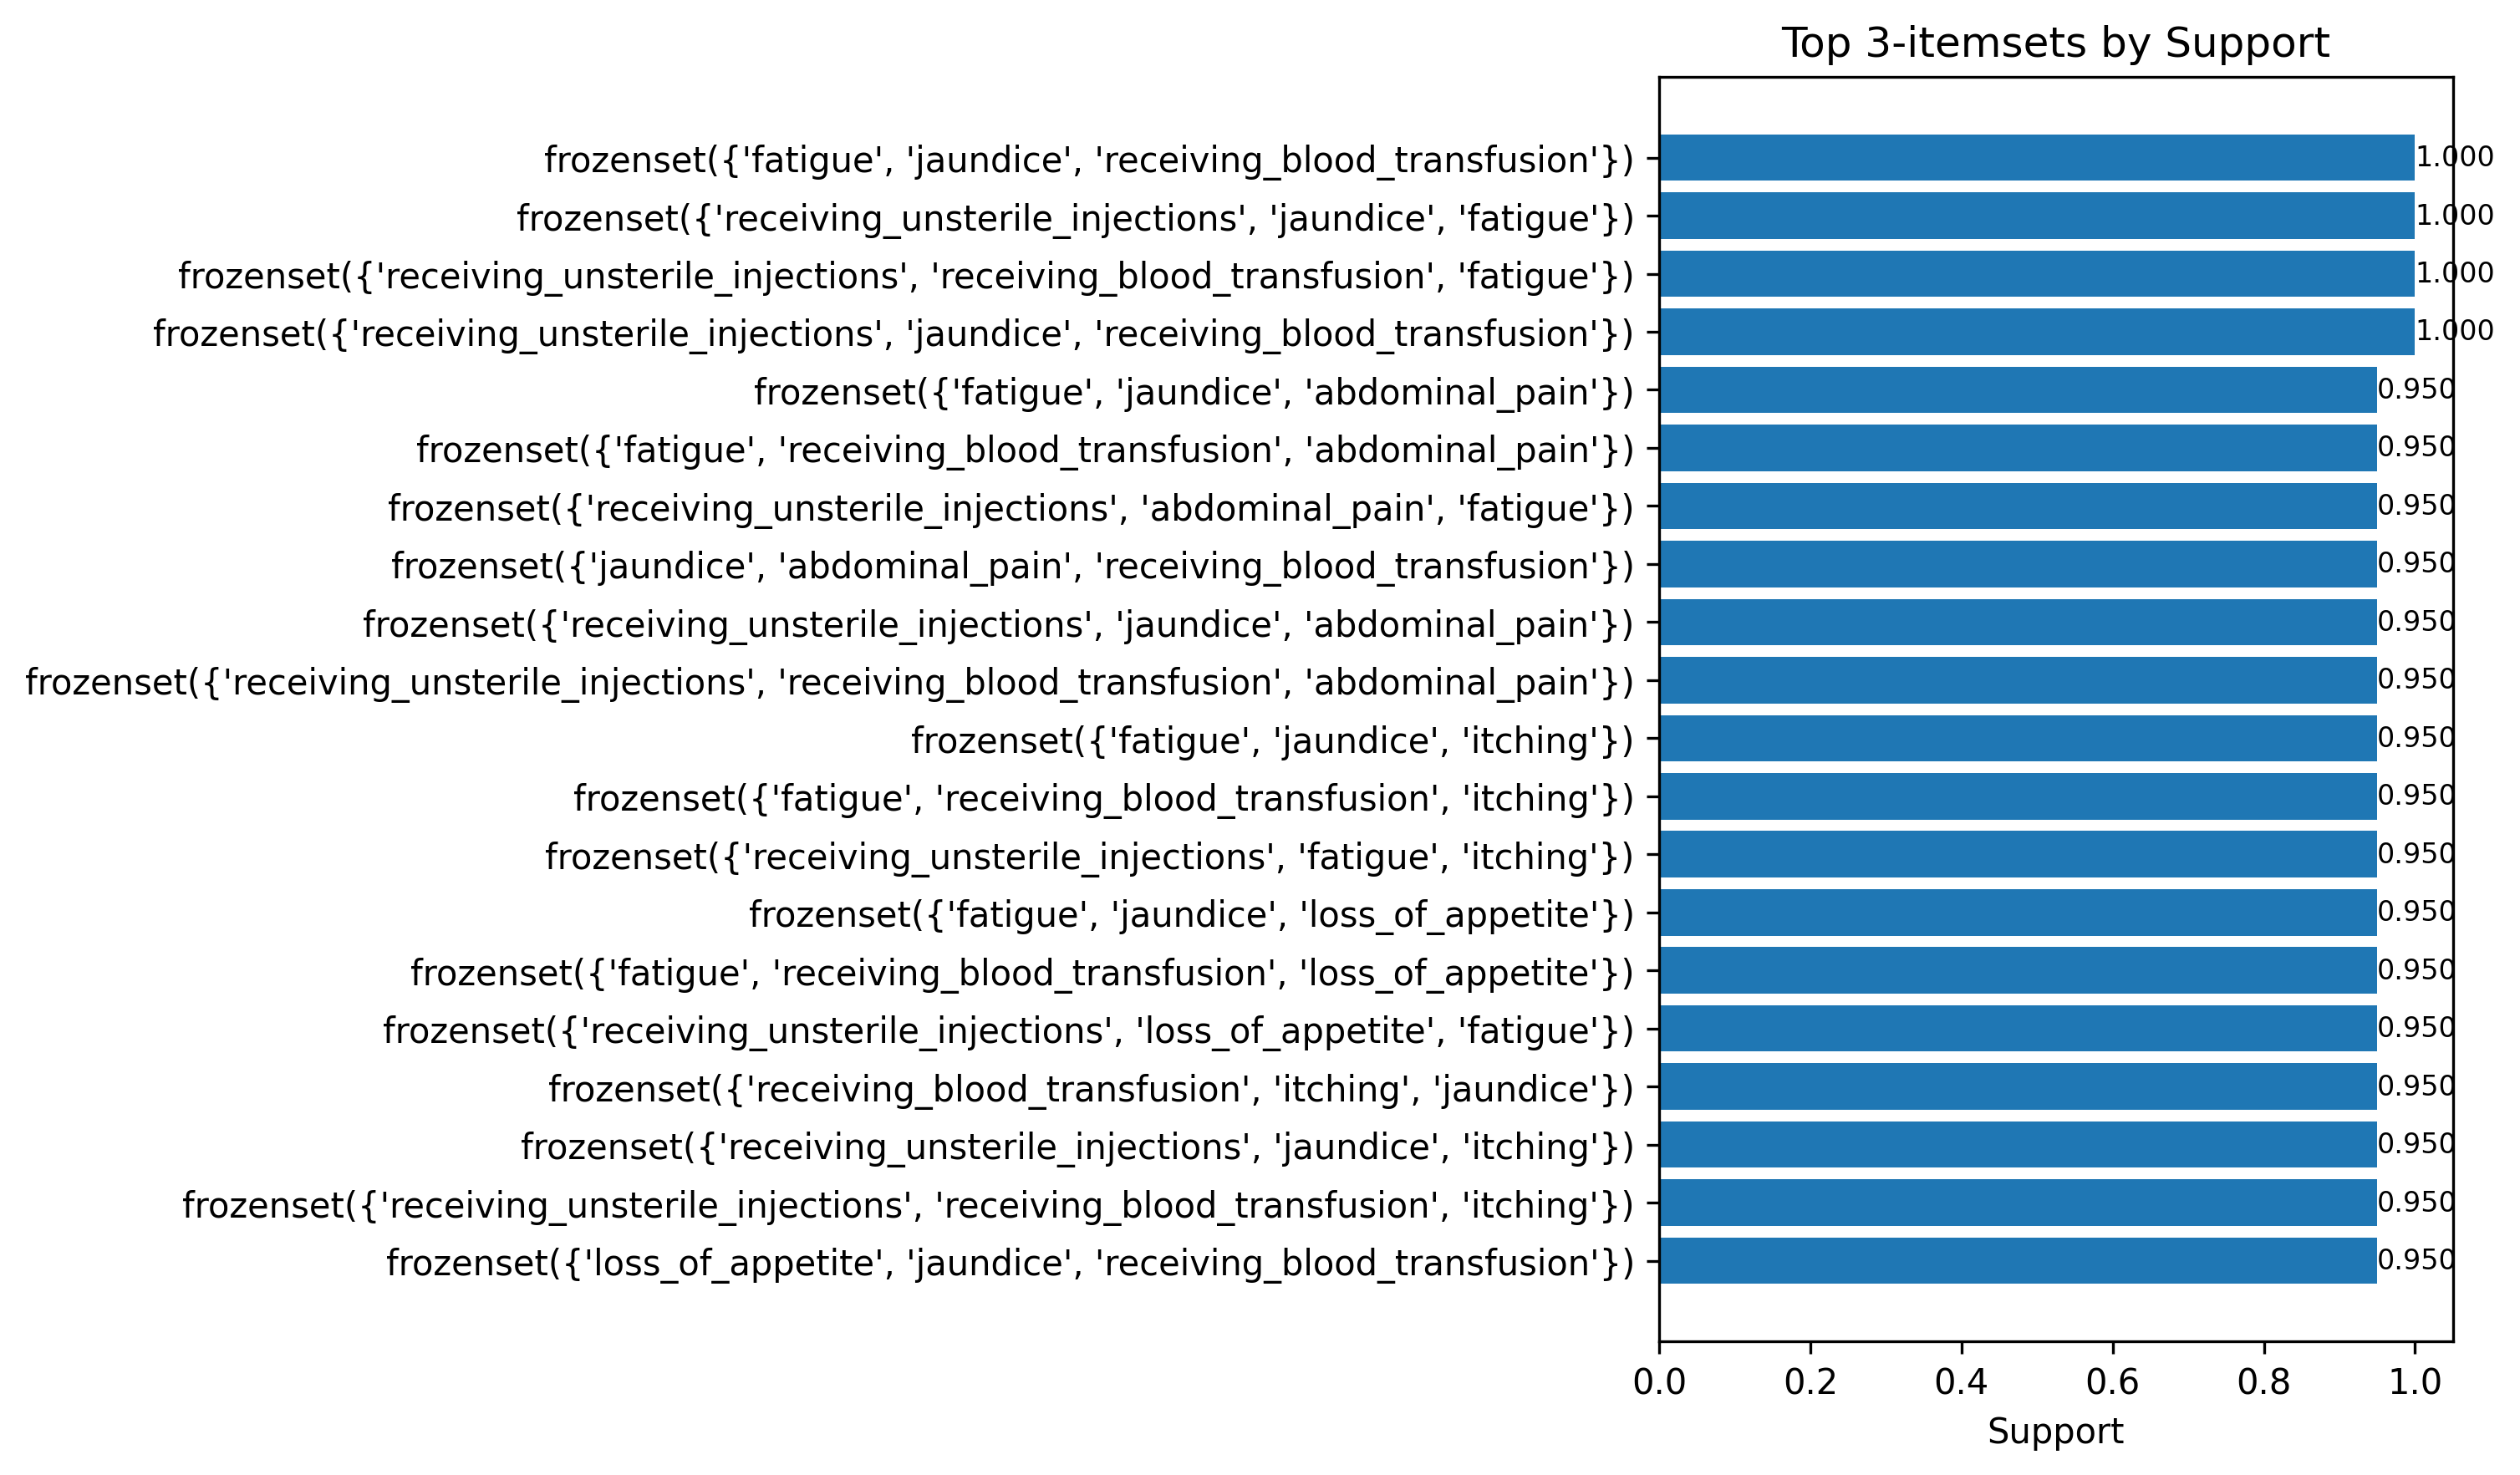 Top 3-itemsets by Support
frozenset({'fatigue', 'jaundice', 'receiving_blood_transfusion'}) 1.000
frozenset({'receiving_unsterile_injections', 'jaundice', 'fatigue'}) 1.000
frozenset({'receiving_unsterile_injections', 'receiving_blood_transfusion', 'fatigue'}) 1.000
frozenset({'receiving_unsterile_injections', 'jaundice', 'receiving_blood_transfusion'}) 1.000
frozenset({'fatigue', 'jaundice', 'abdominal_pain'}) 0.950
frozenset({'fatigue', 'receiving_blood_transfusion', 'abdominal_pain'}) 0.950
frozenset({'receiving_unsterile_injections', 'abdominal_pain', 'fatigue'}) 0.950
frozenset({'jaundice', 'abdominal_pain', 'receiving_blood_transfusion'}) 0.950
frozenset({'receiving_unsterile_injections', 'jaundice', 'abdominal_pain'}) 0.950
frozenset({'receiving_unsterile_injections', 'receiving_blood_transfusion', 'abdominal_pain'}) 0.950
frozenset({'fatigue', 'jaundice', 'itching'}) 0.950
frozenset({'fatigue', 'receiving_blood_transfusion', 'itching'}) 0.950
frozenset({'receiving_unsterile_injections', 'fatigue', 'itching'}) 0.950
frozenset({'fatigue', 'jaundice', 'loss_of_appetite'}) 0.950
frozenset({'fatigue', 'receiving_blood_transfusion', 'loss_of_appetite'}) 0.950
frozenset({'receiving_unsterile_injections', 'loss_of_appetite', 'fatigue'}) 0.950
frozenset({'receiving_blood_transfusion', 'itching', 'jaundice'}) 0.950
frozenset({'receiving_unsterile_injections', 'jaundice', 'itching'}) 0.950
frozenset({'receiving_unsterile_injections', 'receiving_blood_transfusion', 'itching'}) 0.950
frozenset({'loss_of_appetite', 'jaundice', 'receiving_blood_transfusion'}) 0.950
0.0 0.2 0.4 0.6 0.8 1.0
Support